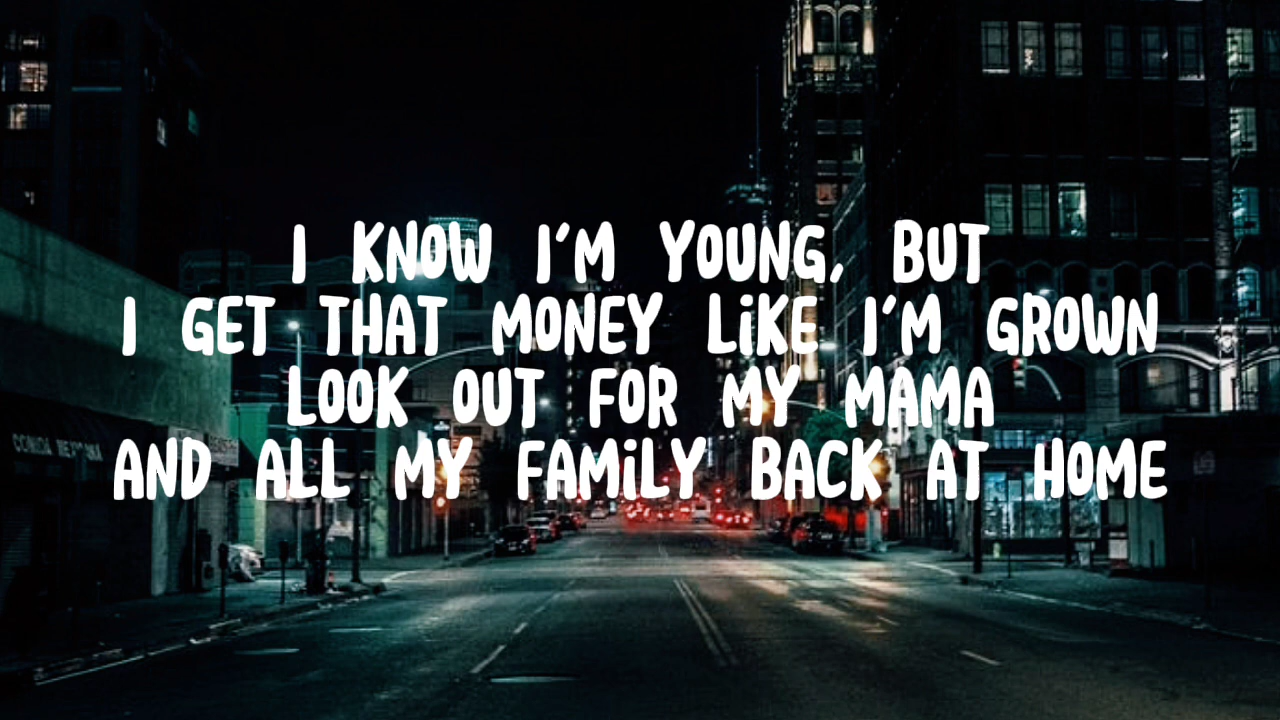 I KNOW I'M YOUNG, BUT
I GET THAT MONEY LIKE I'M GROWN
LOOK OUT FOR MY MAMA
AND ALL MY FAMILY BACK AT HOME